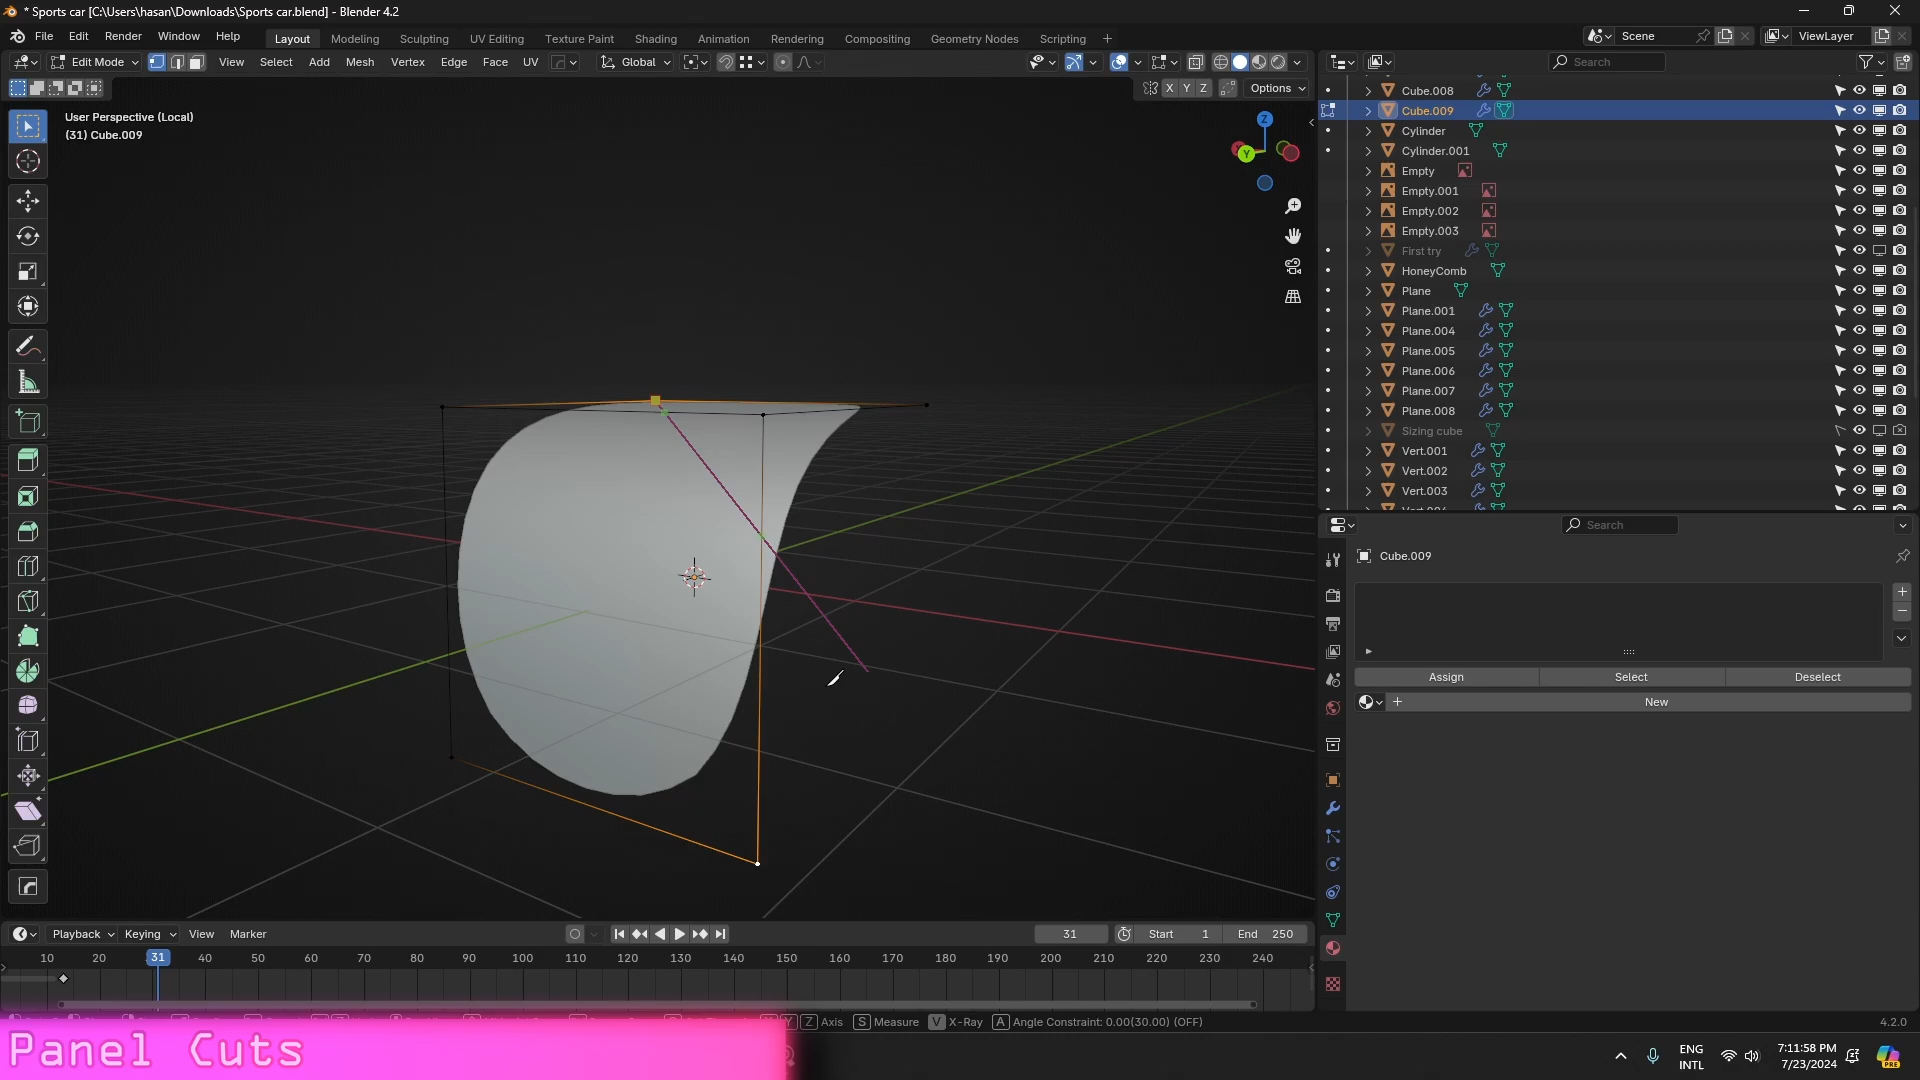 * Sports car [C:\Users\hasan\Downloads\Sports car.blend] - Blender 4.2
File Edit Render Window Help Layout Modeling Sculpting UV Editing Texture Paint Shading Animation Rendering Compositing Geometry Nodes Scripting + Scene ViewLayer
Edit Mode View Select Add Mesh Vertex Edge Face UV Global Search
X Y Z Options
User Perspective (Local)
(31) Cube.009
Z
Y
Cube.008
Cube.009
Cylinder
Cylinder.001
Empty
Empty.001
Empty.002
Empty.003
First try
HoneyComb
Plane
Plane.001
Plane.004
Plane.005
Plane.006
Plane.007
Plane.008
Sizing cube
Vert.001
Vert.002
Vert.003
Search
Cube.009
Assign Select Deselect
New
Playback Keying View Marker 31 Start 1 End 250
10 20 31 40 50 60 70 80 90 100 110 120 130 140 150 160 170 180 190 200 210 220 230 240
Y Z Axis S Measure V X-Ray A Angle Constraint: 0.00(30.00) (OFF) 4.2.0
Panel Cuts
ENG
INTL
7:11:58 PM
7/23/2024
PRE